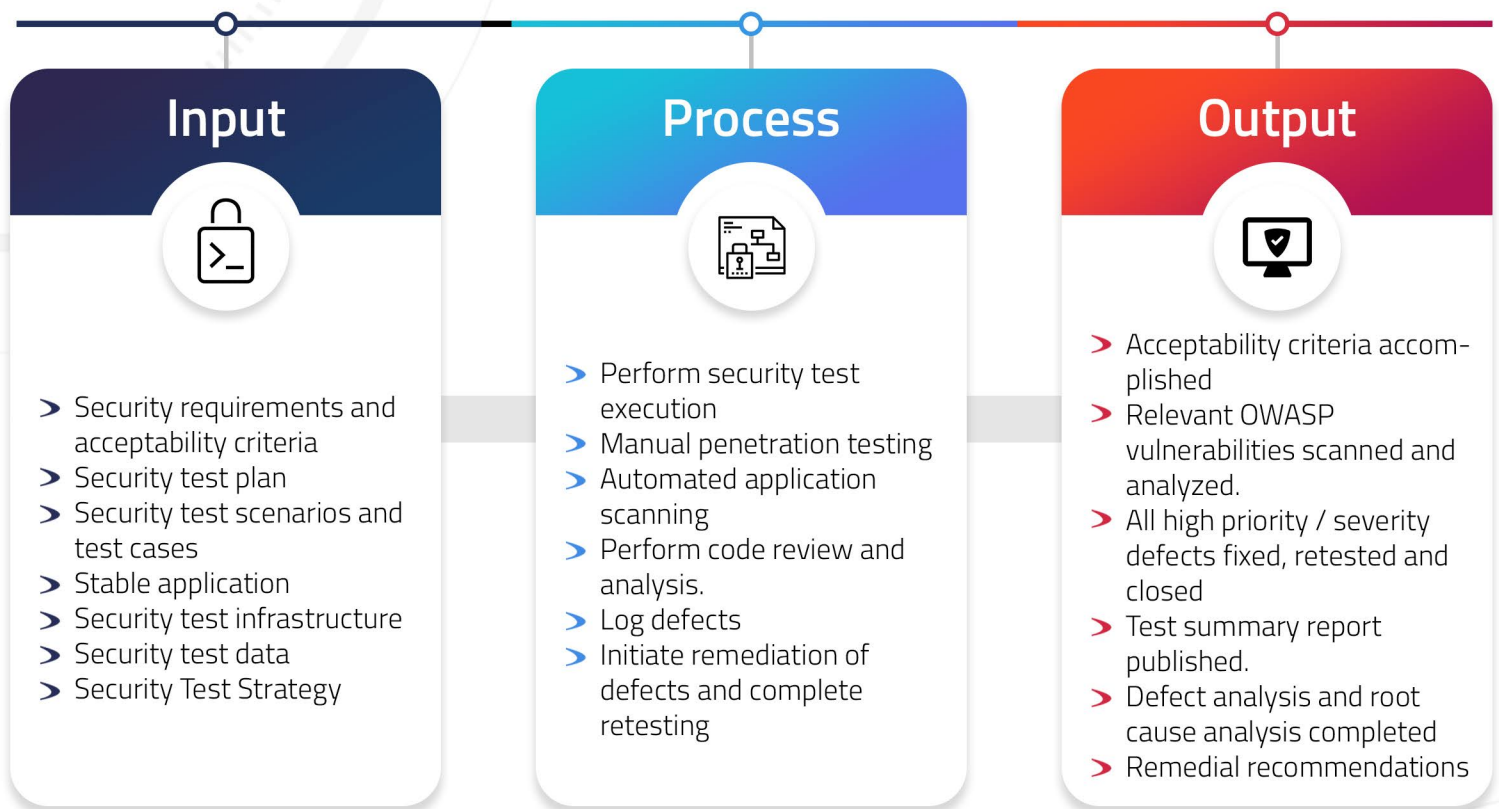 Input
Security requirements and
acceptability criteria
Security test plan
Security test scenarios and
test cases
Stable application
Security test infrastructure
Security test data
Security Test Strategy
Process
Perform security test
execution
Manual penetration testing
Automated application
scanning
Perform code review and
analysis.
Log defects
Initiate remediation of
defects and complete
retesting
Output
Acceptability criteria accom-
plished
Relevant OWASP
vulnerabilities scanned and
analyzed.
All high priority / severity
defects fixed, retested and
closed
Test summary report
published.
Defect analysis and root
cause analysis completed
Remedial recommendations